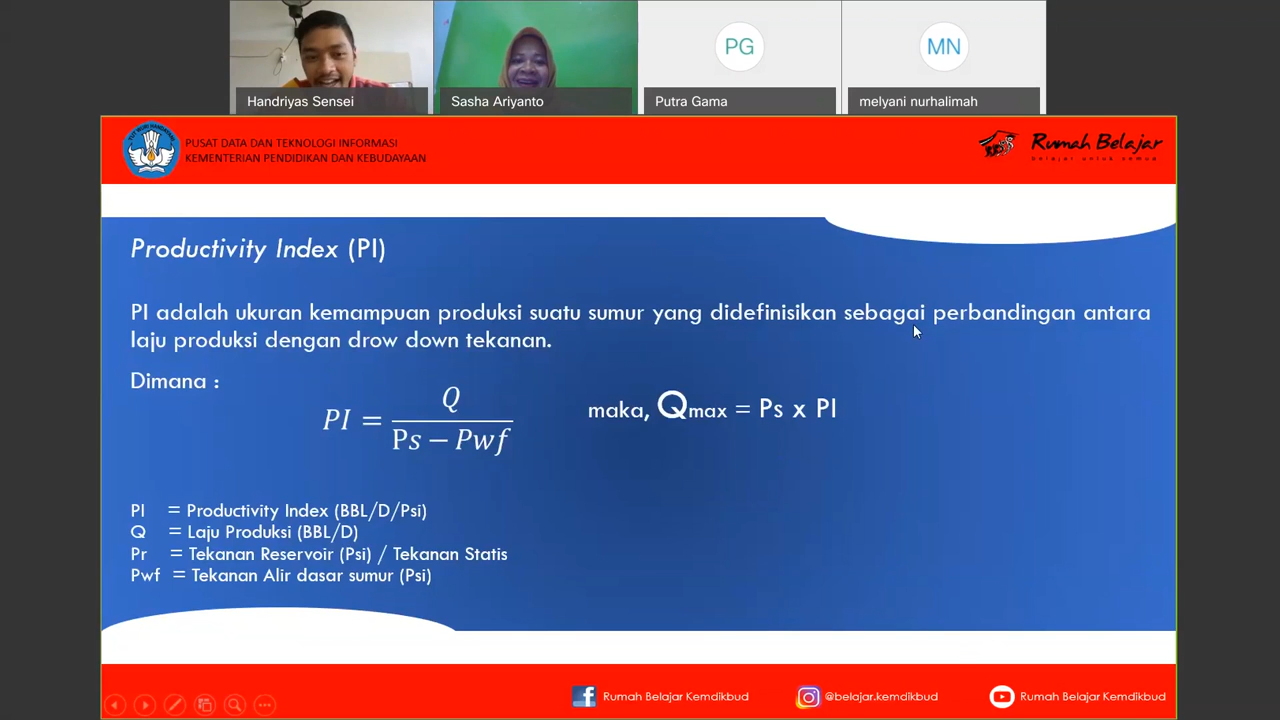 PG
MN
Handriyas Sensei
Sasha Ariyanto
Putra Gama
melyani nurhalimah
PUSAT DATA DAN TEKNOLOGI INFORMASI
KEMENTERIAN PENDIDIKAN DAN KEBUDAYAAN
Rumah Belajar
belajar untuk semua
Productivity Index (PI)
PI adalah ukuran kemampuan produksi suatu sumur yang didefinisikan sebagai perbandingan antara
laju produksi dengan drow down tekanan.
Dimana :
PI = Q / (Ps − Pwf)
maka, Qmax = Ps x PI
PI = Productivity Index (BBL/D/Psi)
Q = Laju Produksi (BBL/D)
Pr = Tekanan Reservoir (Psi) / Tekanan Statis
Pwf = Tekanan Alir dasar sumur (Psi)
Rumah Belajar Kemdikbud
@belajar.kemdikbud
Rumah Belajar Kemdikbud